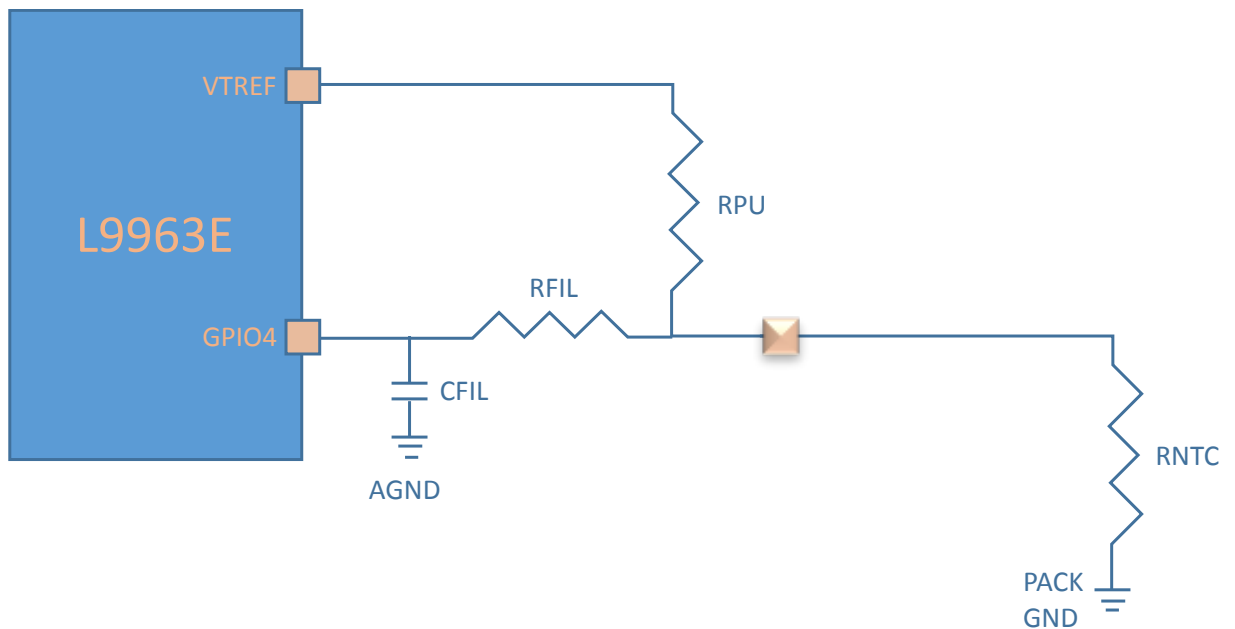 VTREF
RPU
L9963E
RFIL
GPIO4
CFIL
AGND
RNTC
PACK
GND